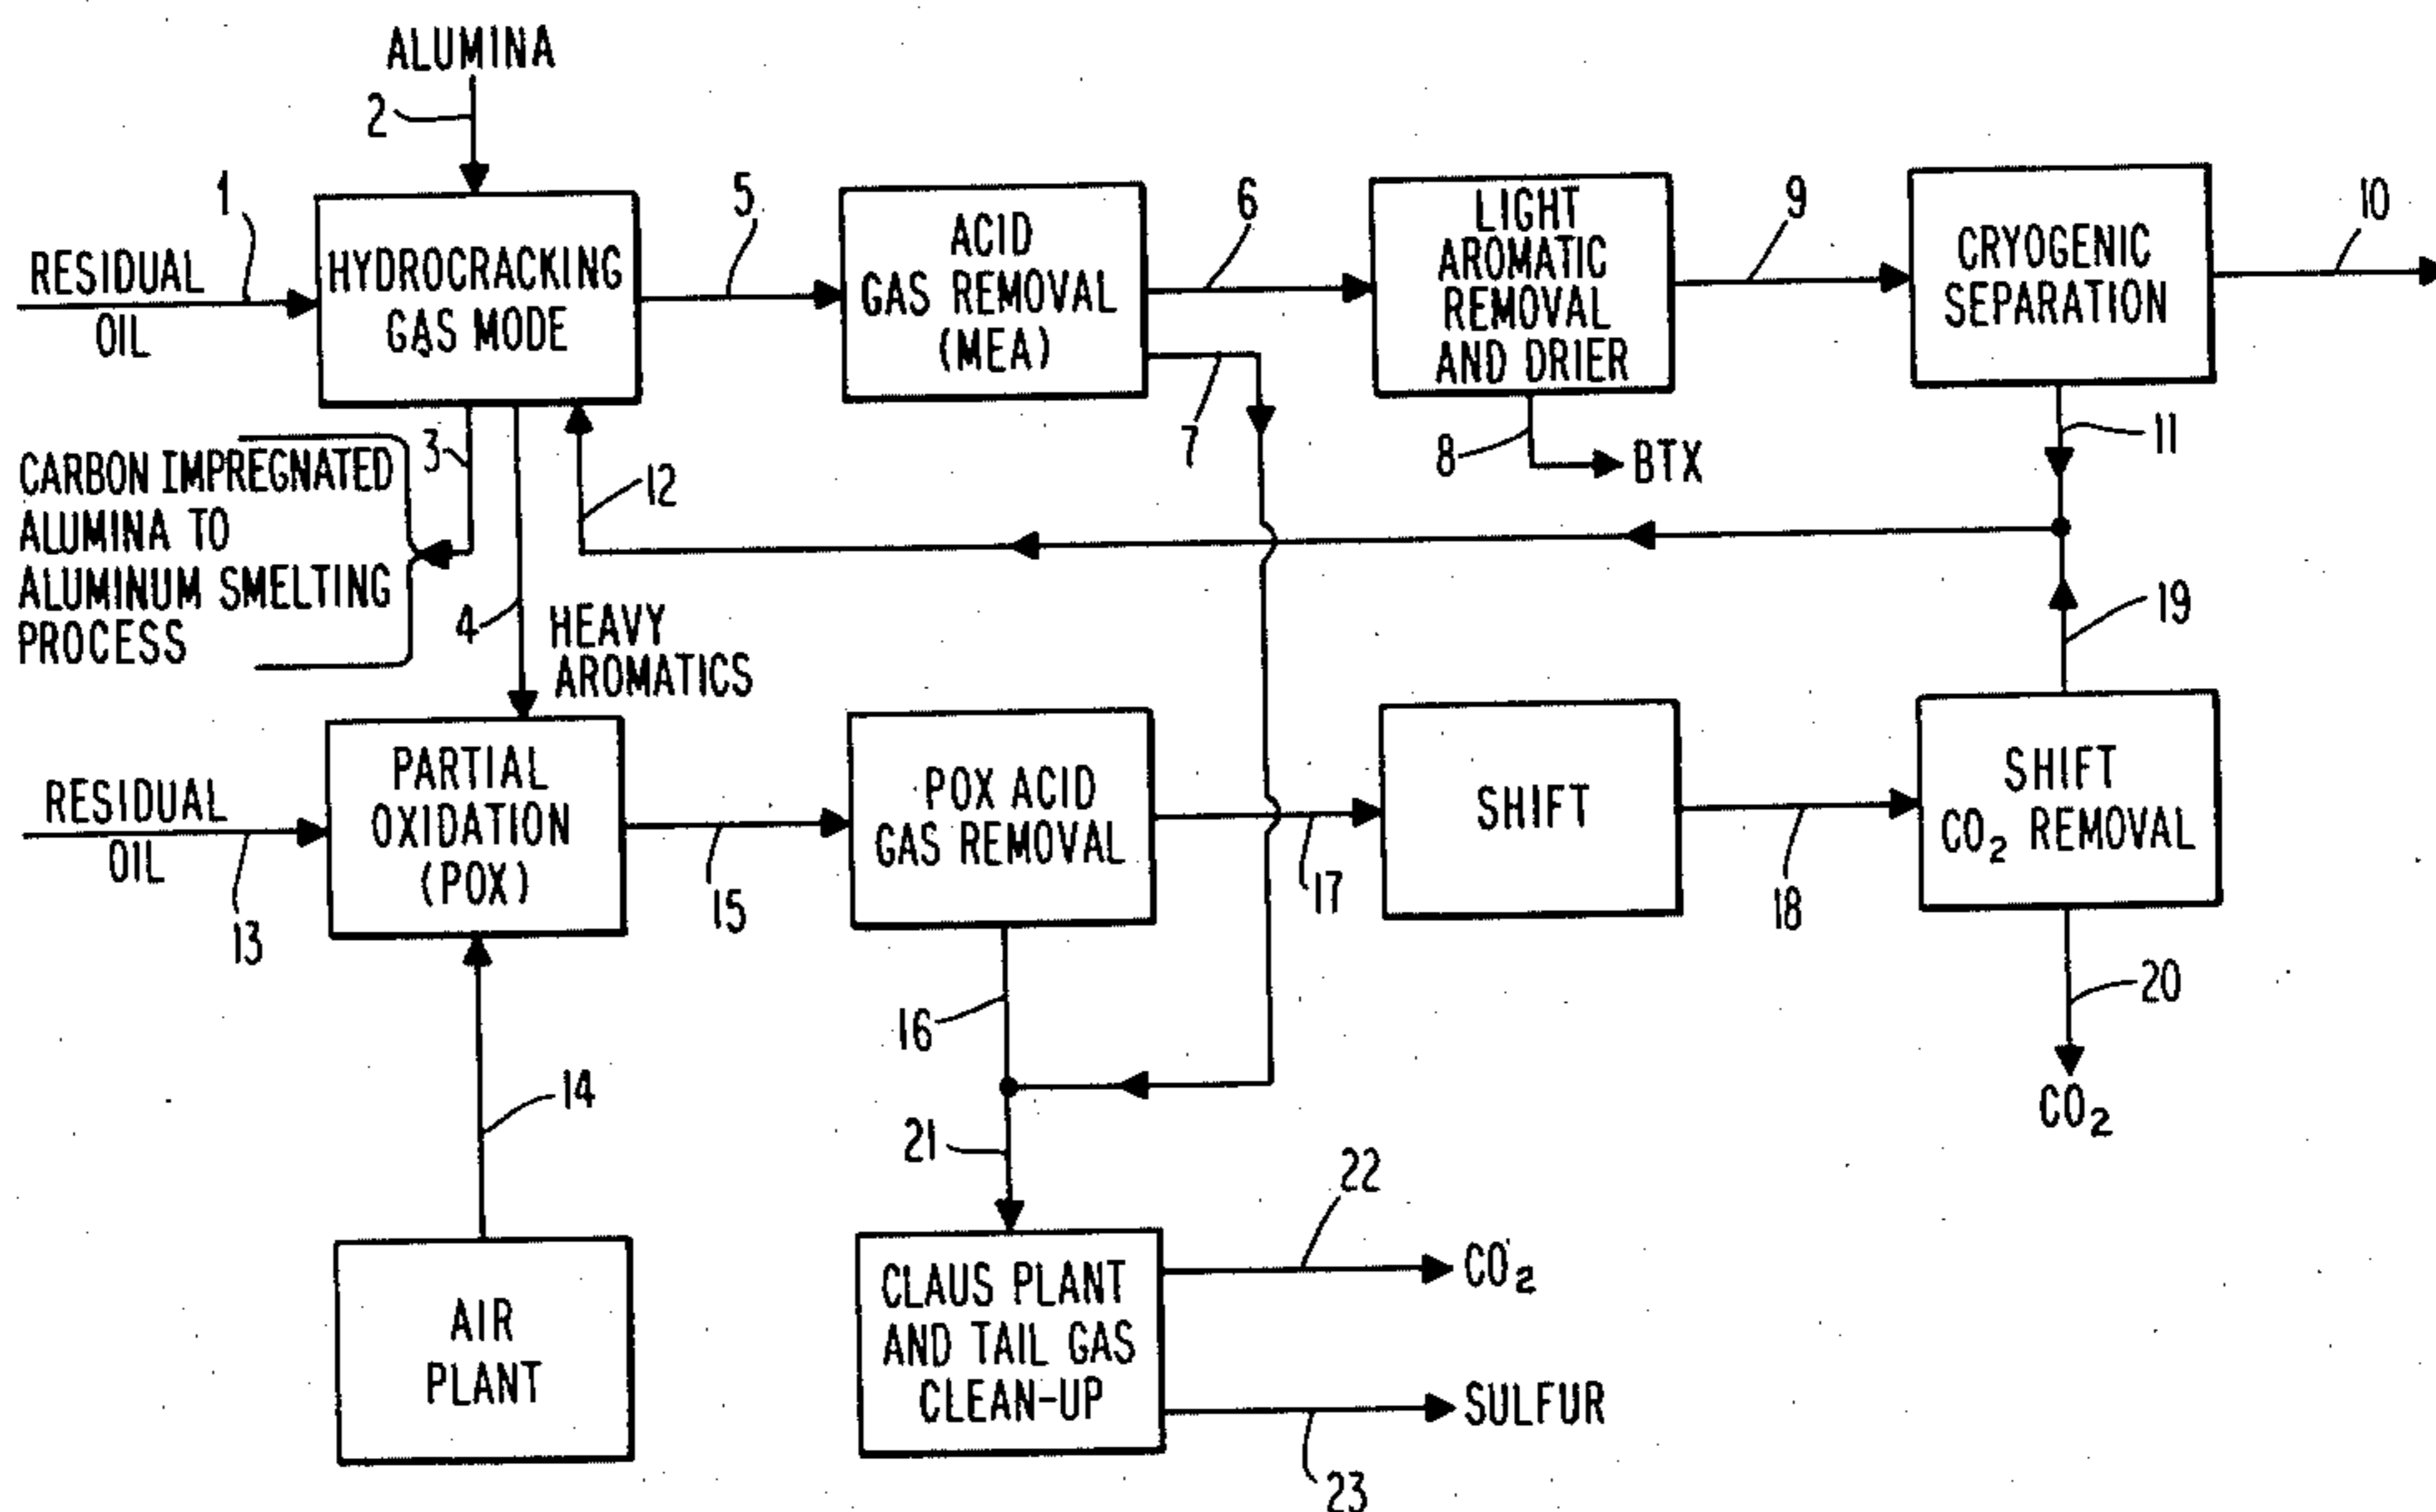 ALUMINA
2
1
5
6
9
10
RESIDUAL
OIL
HYDROCRACKING
GAS MODE
ACID
GAS REMOVAL
(MEA)
LIGHT
AROMATIC
REMOVAL
AND DRIER
CRYOGENIC
SEPARATION
3
7
8
BTX
11
CARBON IMPREGNATED
ALUMINA TO
ALUMINUM SMELTING
PROCESS
12
4
HEAVY
AROMATICS
19
RESIDUAL
OIL
13
PARTIAL
OXIDATION
(POX)
15
POX ACID
GAS REMOVAL
17
SHIFT
18
SHIFT
CO2 REMOVAL
16
20
CO2
14
21
22
AIR
PLANT
CLAUS PLANT
AND TAIL GAS
CLEAN-UP
CO2
SULFUR
23